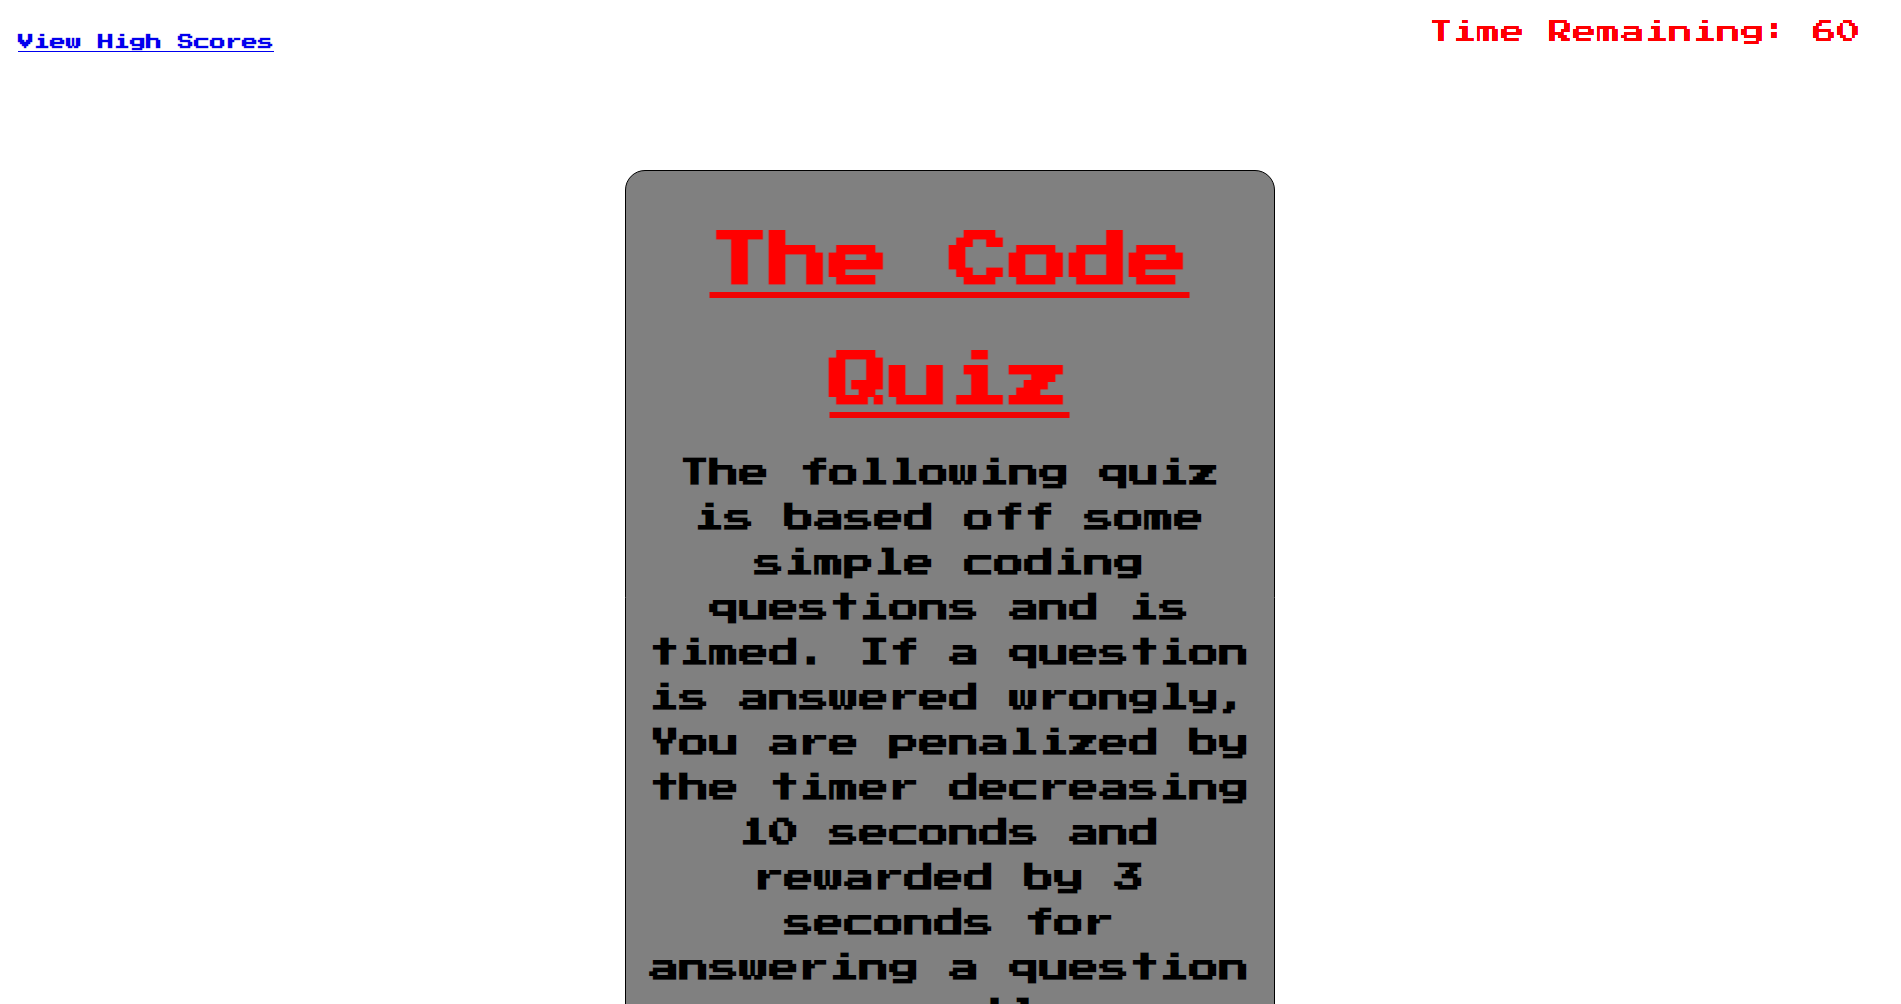 View High Scores
Time Remaining: 60
The Code
Quiz
The following quiz
is based off some
simple coding
questions and is
timed. If a question
is answered wrongly,
You are penalized by
the timer decreasing
10 seconds and
rewarded by 3
seconds for
answering a question